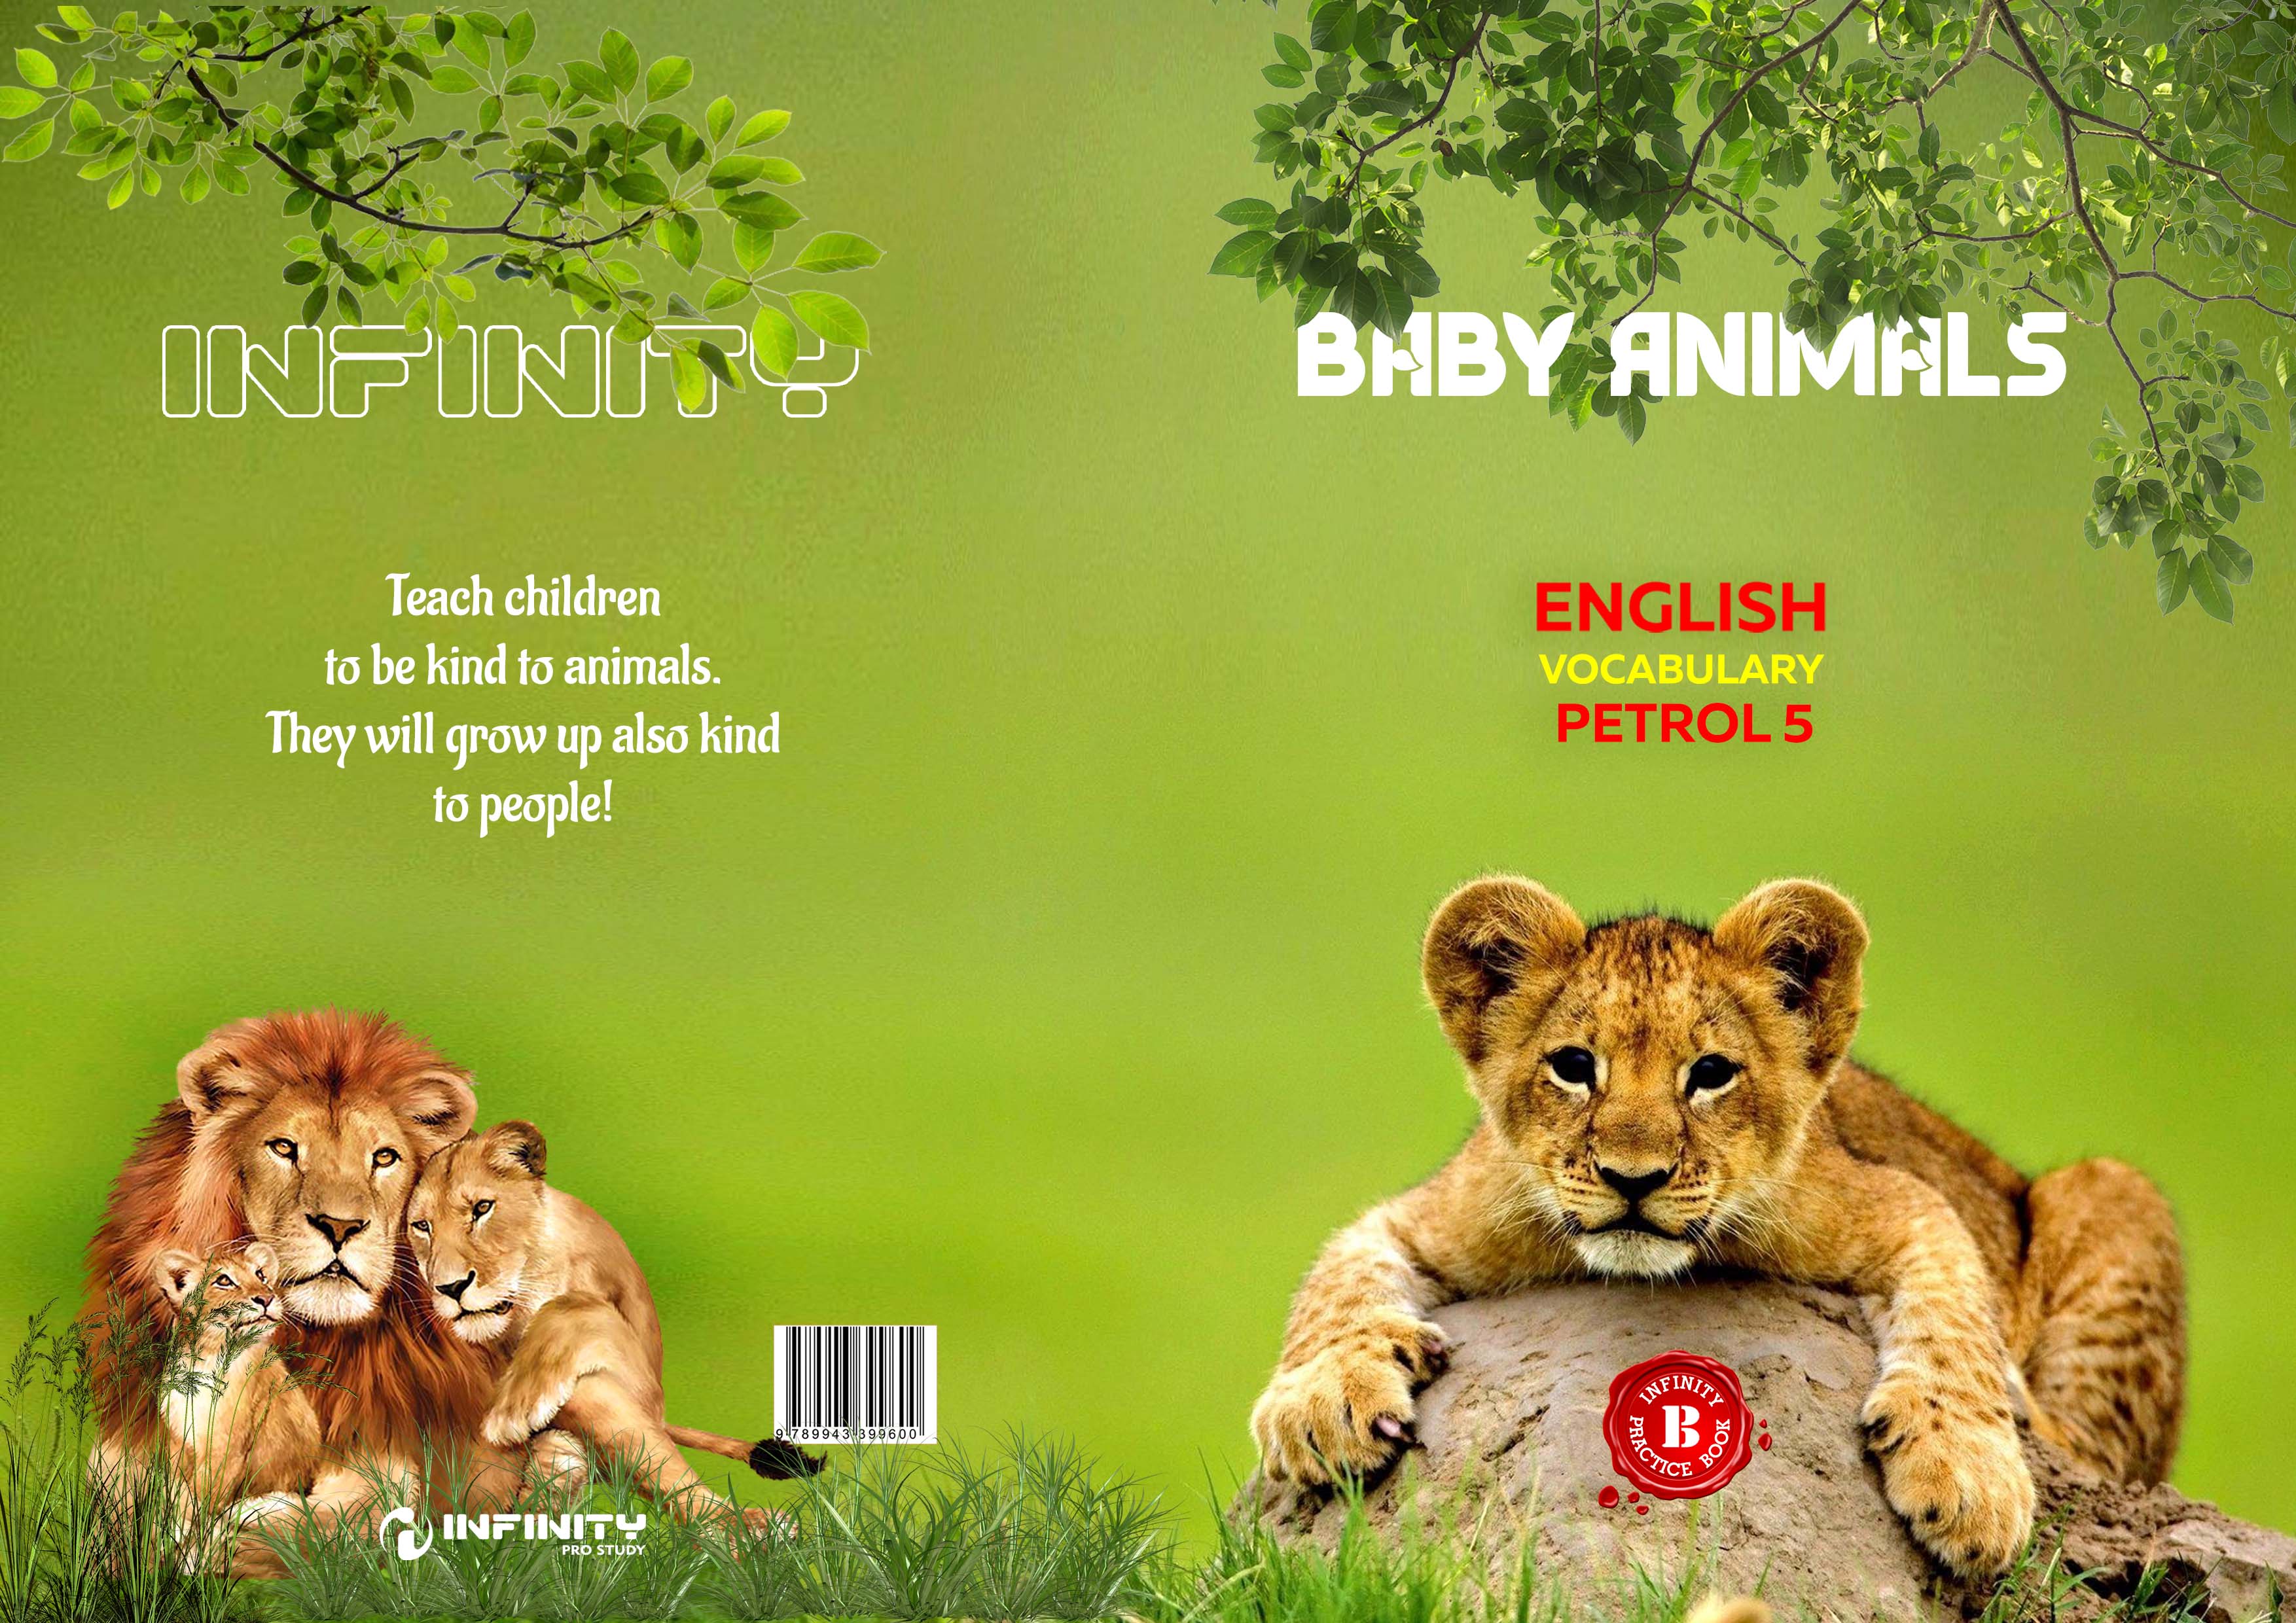 INFINITY
Teach children
to be kind to animals.
They will grow up also kind
to people!
9 789943 399600
INFINITY
PRO STUDY
BABY ANIMALS
ENGLISH
VOCABULARY
PETROL 5
INFINITY
B
PRACTICE BOOK